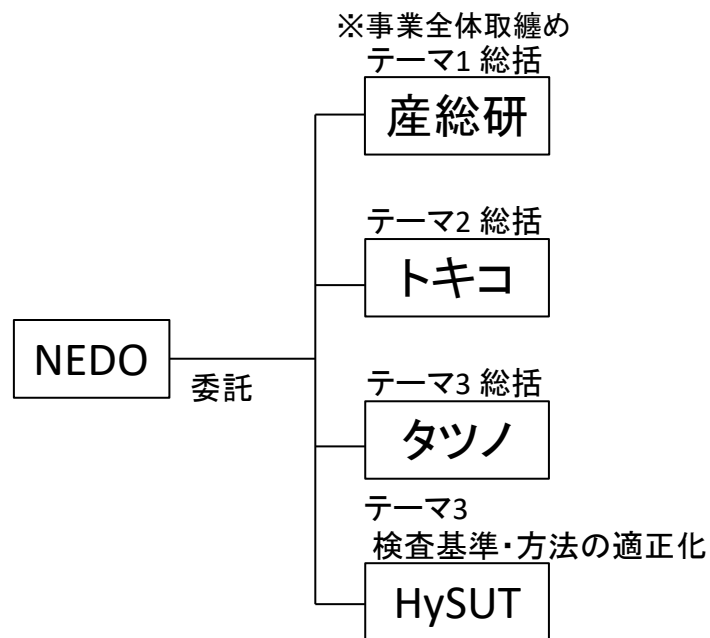 ※事業全体取纏め
テーマ1 総括
産総研
テーマ2 総括
トキコ
NEDO
委託
テーマ3 総括
タツノ
テーマ3
検査基準・方法の適正化
HySUT